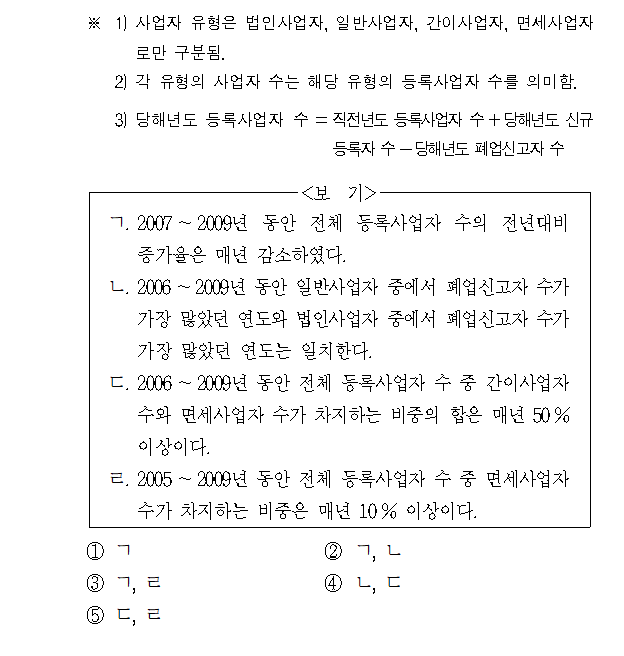 ※ 1) 사업자 유형은 법인사업자, 일반사업자, 간이사업자, 면세사업자
로만 구분됨.
2) 각 유형의 사업자 수는 해당 유형의 등록사업자 수를 의미함.
3) 당해년도 등록사업자 수 = 직전년도 등록사업자 수 + 당해년도 신규
등록자 수 - 당해년도 폐업신고자 수
<보 기>
ㄱ. 2007 ~ 2009년 동안 전체 등록사업자 수의 전년대비
증가율은 매년 감소하였다.
ㄴ. 2006 ~ 2009년 동안 일반사업자 중에서 폐업신고자 수가
가장 많았던 연도와 법인사업자 중에서 폐업신고자 수가
가장 많았던 연도는 일치한다.
ㄷ. 2006 ~ 2009년 동안 전체 등록사업자 수 중 간이사업자
수와 면세사업자 수가 차지하는 비중의 합은 매년 50 %
이상이다.
ㄹ. 2005 ~ 2009년 동안 전체 등록사업자 수 중 면세사업자
수가 차지하는 비중은 매년 10 % 이상이다.
① ㄱ ② ㄱ, ㄴ
③ ㄱ, ㄹ ④ ㄴ, ㄷ
⑤ ㄷ, ㄹ